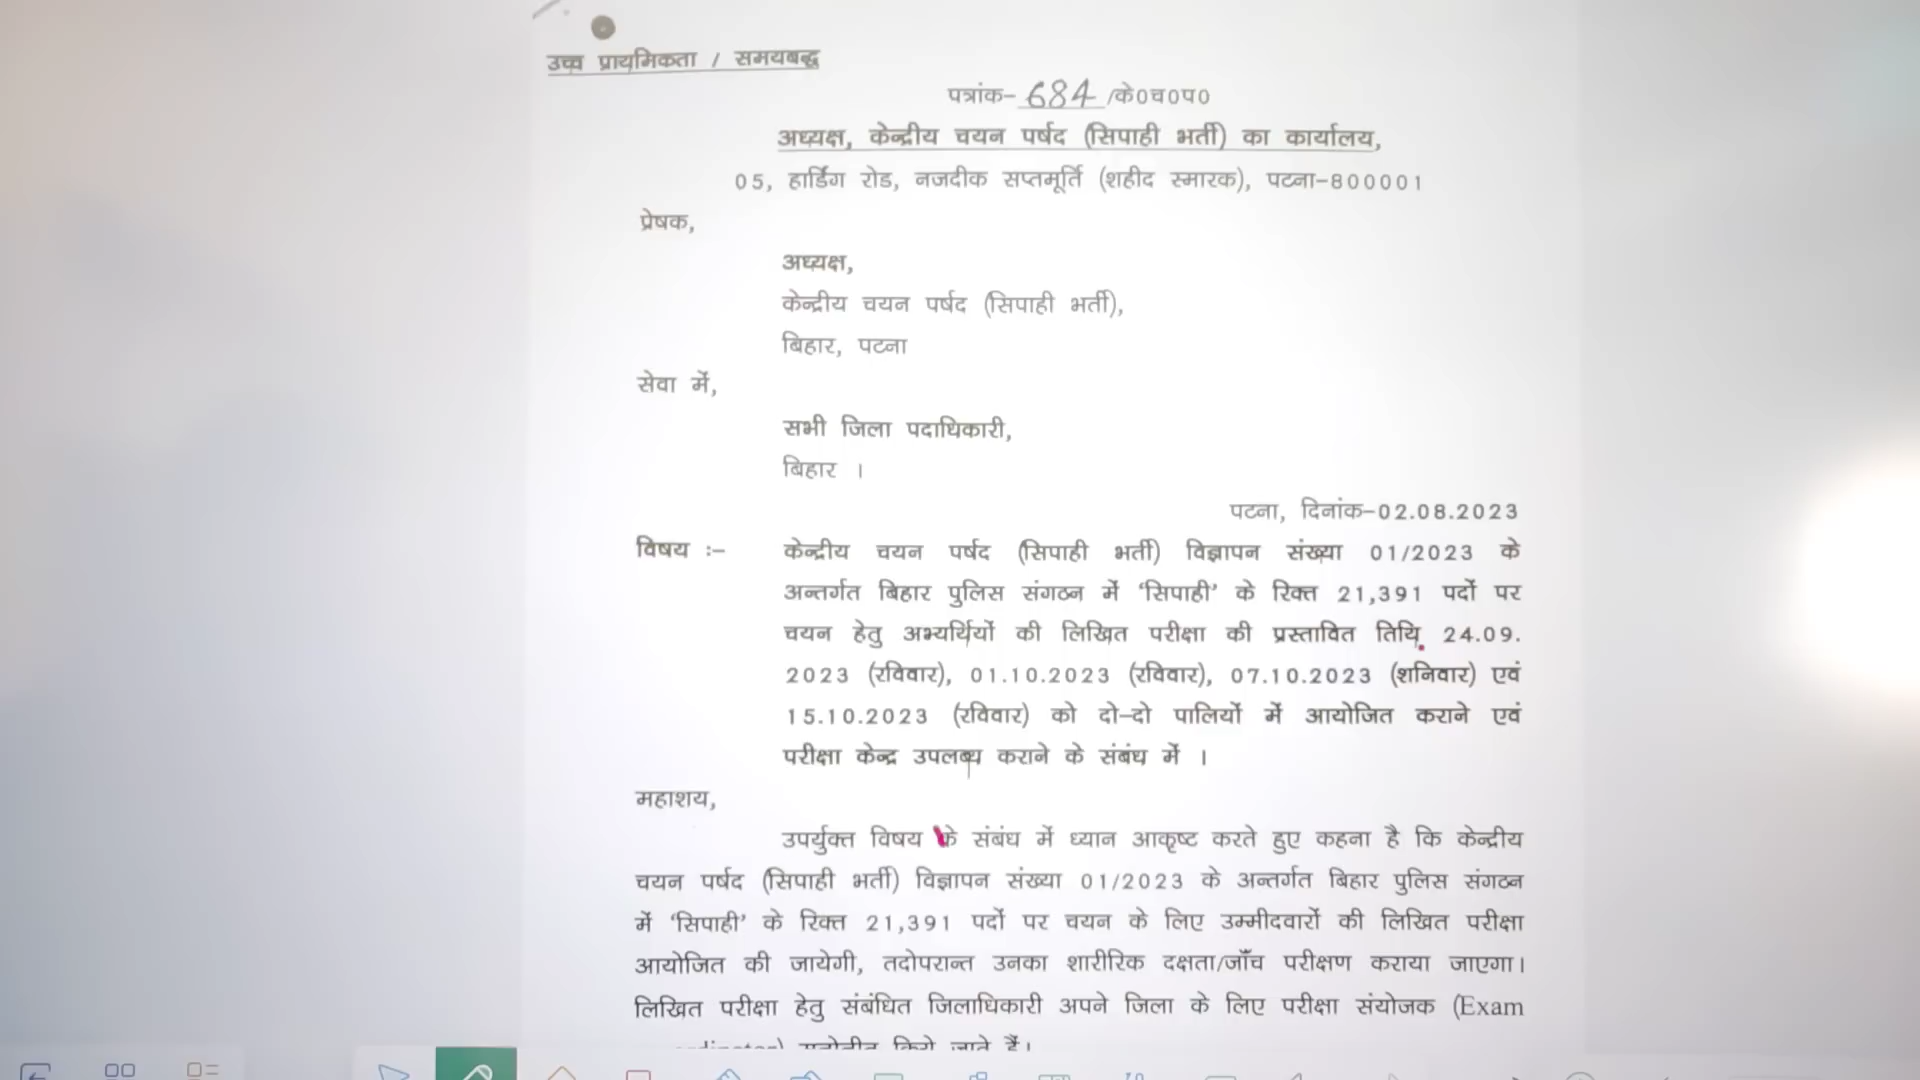 उच्च प्राथमिकता / समयबद्ध
पत्रांक-684/के0च0प0
अध्यक्ष, केन्द्रीय चयन पर्षद (सिपाही भर्ती) का कार्यालय,
05, हार्डिंग रोड, नजदीक सप्तमूर्ति (शहीद स्मारक), पटना-800001
प्रेषक,
अध्यक्ष,
केन्द्रीय चयन पर्षद (सिपाही भर्ती),
बिहार, पटना
सेवा में,
सभी जिला पदाधिकारी,
बिहार ।
पटना, दिनांक-02.08.2023
विषय :- केन्द्रीय चयन पर्षद (सिपाही भर्ती) विज्ञापन संख्या 01/2023 के
अन्तर्गत बिहार पुलिस संगठन में ‘सिपाही’ के रिक्त 21,391 पदों पर
चयन हेतु अभ्यर्थियों की लिखित परीक्षा की प्रस्तावित तिथि 24.09.
2023 (रविवार), 01.10.2023 (रविवार), 07.10.2023 (शनिवार) एवं
15.10.2023 (रविवार) को दो-दो पालियों में आयोजित कराने एवं
परीक्षा केन्द्र उपलब्ध कराने के संबंध में ।
महाशय,
उपर्युक्त विषय के संबंध में ध्यान आकृष्ट करते हुए कहना है कि केन्द्रीय
चयन पर्षद (सिपाही भर्ती) विज्ञापन संख्या 01/2023 के अन्तर्गत बिहार पुलिस संगठन
में ‘सिपाही’ के रिक्त 21,391 पदों पर चयन के लिए उम्मीदवारों की लिखित परीक्षा
आयोजित की जायेगी, तदोपरान्त उनका शारीरिक दक्षता/जाँच परीक्षण कराया जाएगा।
लिखित परीक्षा हेतु संबंधित जिलाधिकारी अपने जिला के लिए परीक्षा संयोजक (Exam
किये जाते हैं।